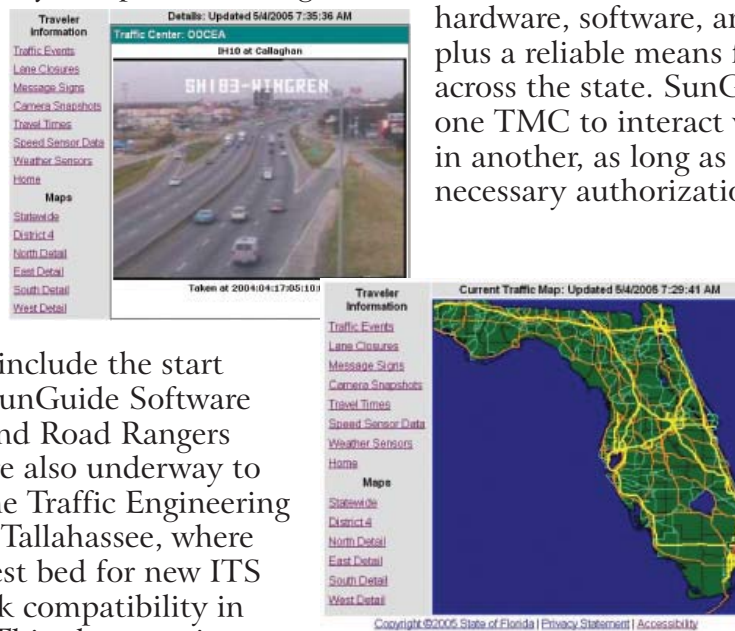 hardware, software, an
plus a reliable means f
across the state. SunG
one TMC to interact
in another, as long as
necessary authorizatio
Traveler
Information
Traffic Events
Lane Closures
Message Signs
Camera Snapshots
Travel Times
Speed Sensor Data
Weather Sensors
Home
Maps
Statewide
District 4
North Detail
East Detail
South Detail
West Detail
Details: Updated 5/4/2005 7:35:36 AM
Traffic Center: OOCEA
IH10 at Callaghan
SH183-WINGREN
Taken at 2004:04:17:05:10:
include the start
unGuide Software
nd Road Rangers
e also underway to
ne Traffic Engineering
Tallahassee, where
est bed for new ITS
k compatibility in
Traveler
Information
Traffic Events
Lane Closures
Message Signs
Camera Snapshots
Travel Times
Speed Sensor Data
Weather Sensors
Home
Maps
Statewide
District 4
North Detail
East Detail
South Detail
West Detail
Current Traffic Map: Updated 5/4/2005 7:29:41 AM
Copyright ©2005 State of Florida | Privacy Statement | Accessibility